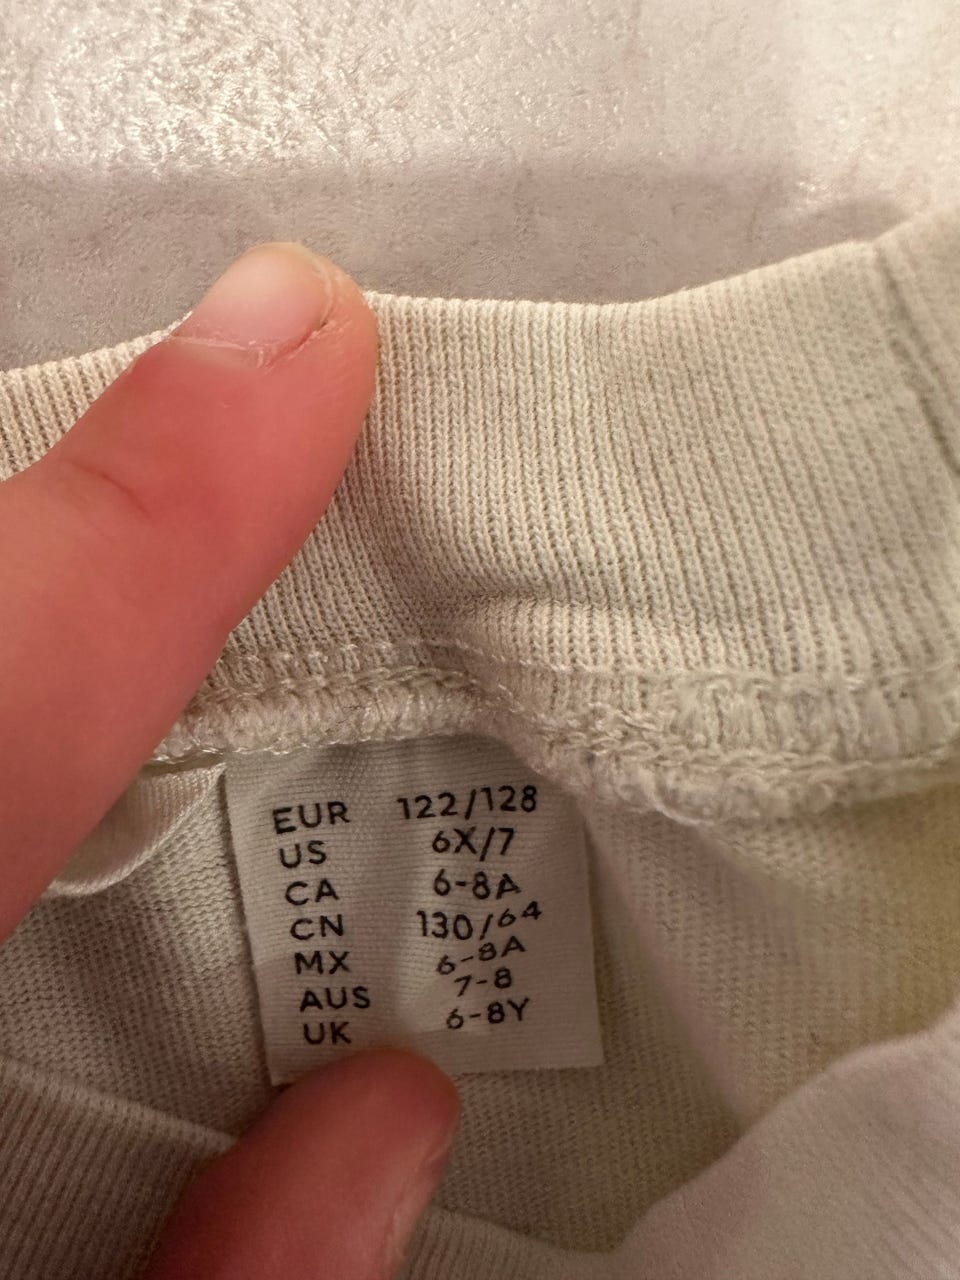 EUR 122/128
US 6X/7
CA 6-8A
CN 130/64
MX 6-8A
AUS 7-8
UK 6-8Y